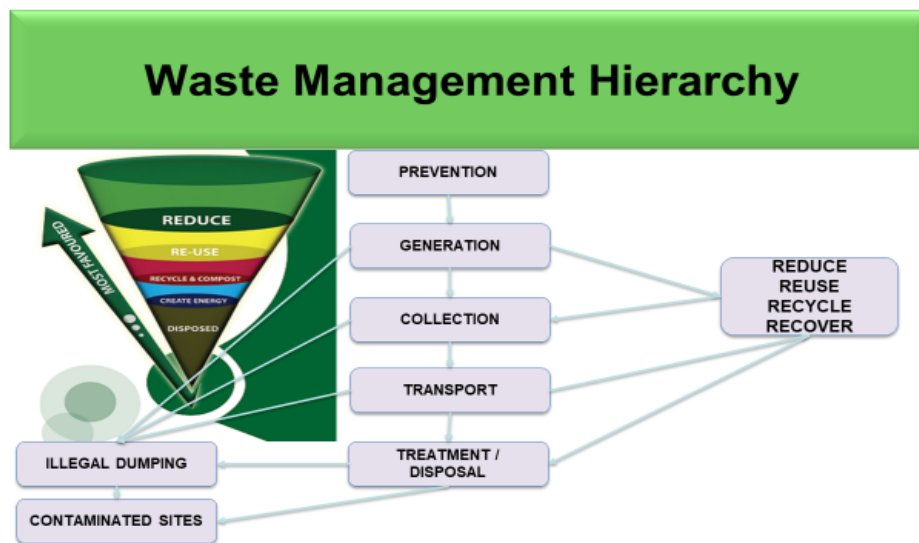 Waste Management Hierarchy
MOST FAVOURED
REDUCE
RE-USE
RECYCLE & COMPOST
CREATE ENERGY
DISPOSED
PREVENTION
GENERATION
COLLECTION
TRANSPORT
TREATMENT /
DISPOSAL
REDUCE
REUSE
RECYCLE
RECOVER
ILLEGAL DUMPING
CONTAMINATED SITES